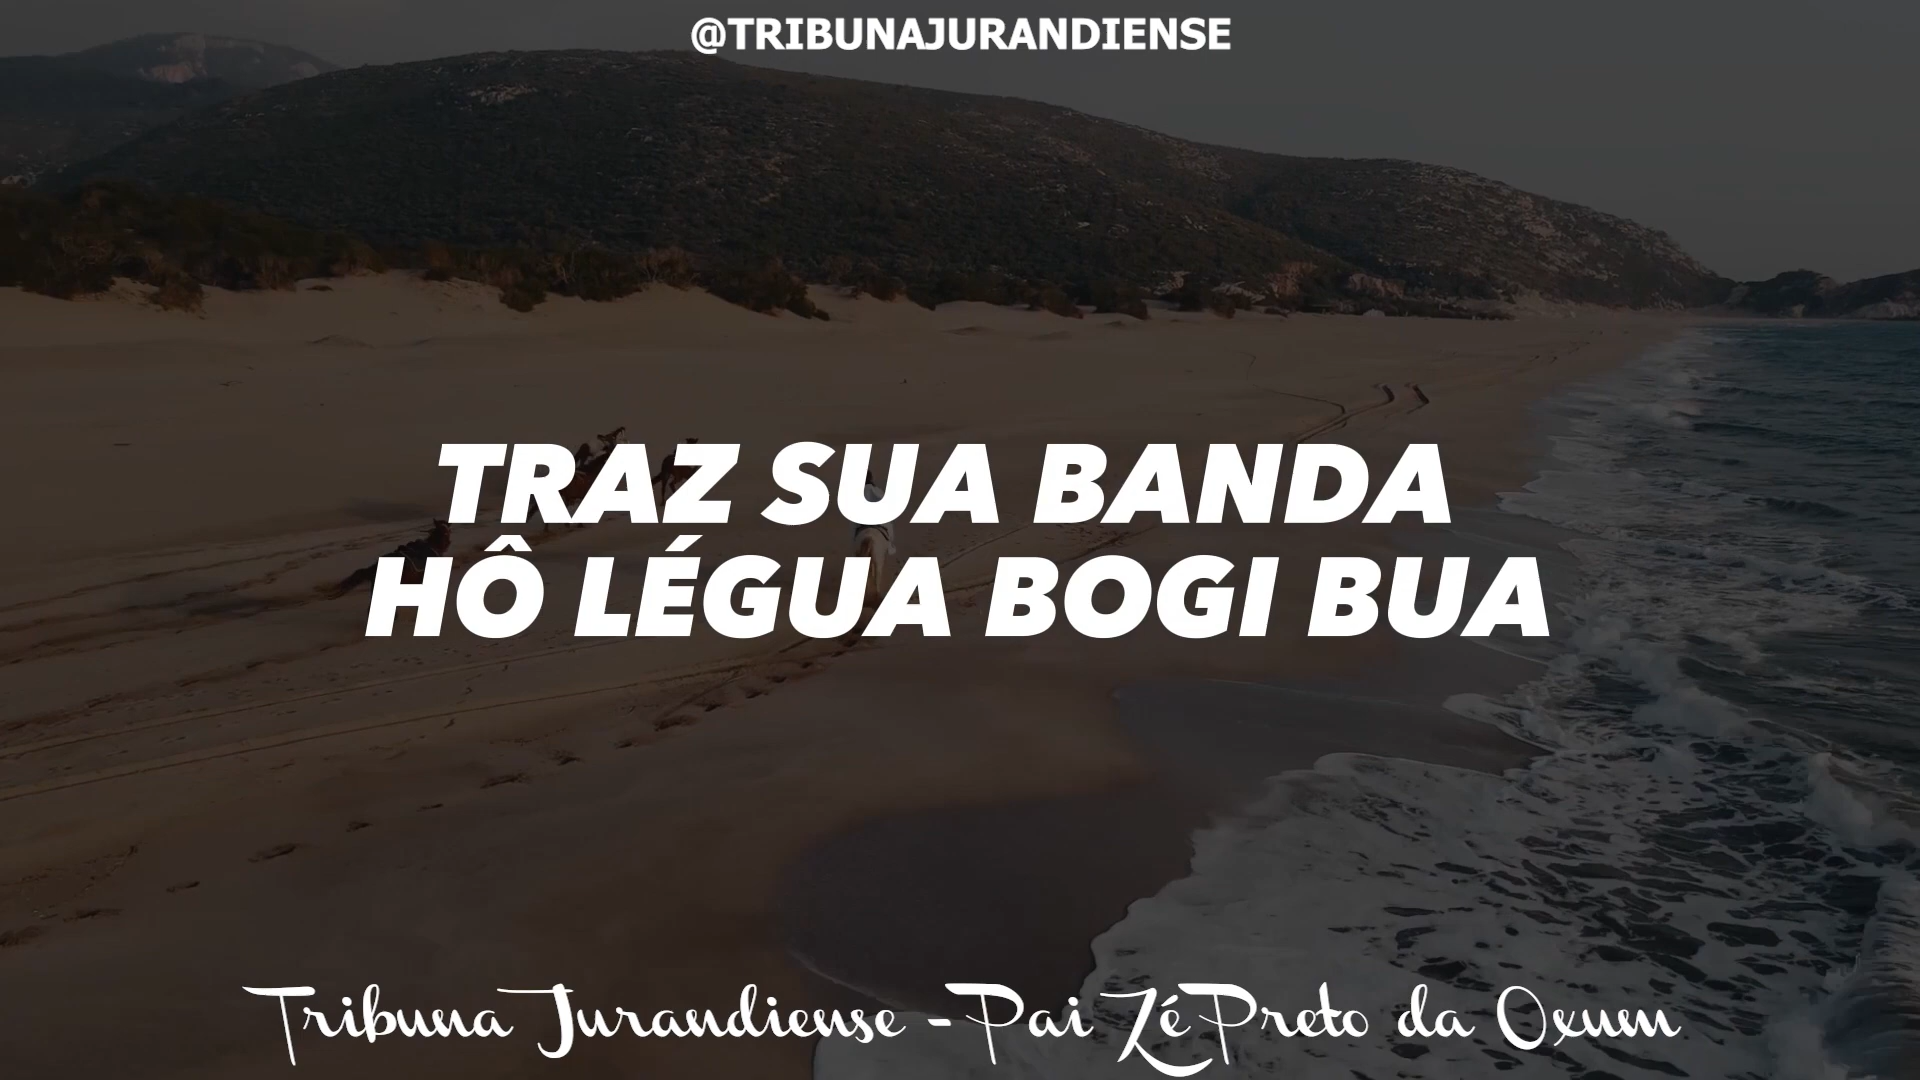 @TRIBUNAJURANDIENSE
TRAZ SUA BANDA
HÔ LÉGUA BOGI BUA
Tribuna Jurandiense - Pai Zé Preto da Oxum